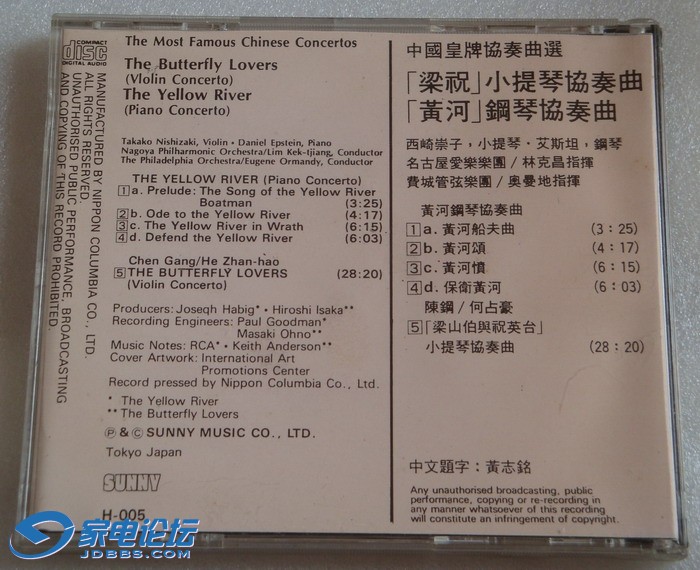 COMPACT
disc
DIGITAL AUDIO
MANUFACTURED BY NIPPON COLUMBIA CO., LTD.
ALL RIGHTS RESERVED.
UNAUTHORISED PUBLIC PERFORMANCE, BROADCASTING
AND COPYING OF THIS RECORD PROHIBITED.
The Most Famous Chinese Concertos
The Butterfly Lovers
(Vlolin Concerto)
The Yellow River
(Piano Concerto)
Takako Nishizaki, Violin · Daniel Epstein, Piano
Nagoya Philharmonic Orchestra/Lim Kek-tjiang, Conductor
The Philadelphia Orchestra/Eugene Ormandy, Conductor
THE YELLOW RIVER (Piano Concerto)
1 a. Prelude: The Song of the Yellow River
Boatman (3:25)
2 b. Ode to the Yellow River (4:17)
3 c. The Yellow River in Wrath (6:15)
4 d. Defend the Yellow River (6:03)
Chen Gang/He Zhan-hao
5 THE BUTTERFLY LOVERS (28:20)
(Violin Concerto)
Producers: Joseqh Habig* · Hiroshi Isaka**
Recording Engineers: Paul Goodman*
Masaki Ohno**
Music Notes: RCA* · Keith Anderson**
Cover Artwork: International Art
Promotions Center
Record pressed by Nippon Columbia Co., Ltd.
* The Yellow River
** The Butterfly Lovers
Ⓟ & © SUNNY MUSIC CO., LTD.
Tokyo Japan
SUNNY
H-005
中國皇牌協奏曲選
「梁祝」小提琴協奏曲
「黃河」鋼琴協奏曲
西崎崇子，小提琴·艾斯坦，鋼琴
名古屋愛樂樂團/林克昌指揮
費城管弦樂團/奧曼地指揮
黃河鋼琴協奏曲
1 a. 黃河船夫曲 (3:25)
2 b. 黃河頌 (4:17)
3 c. 黃河憤 (6:15)
4 d. 保衛黃河 (6:03)
陳鋼/何占豪
5 「梁山伯與祝英台」
小提琴協奏曲 (28:20)
中文題字：黃志銘
Any unauthorised broadcasting, public
performance, copying or re-recording in
any manner whatsoever of this recording
will constitute an infringement of copyright.
家电论坛
JDBBS.COM